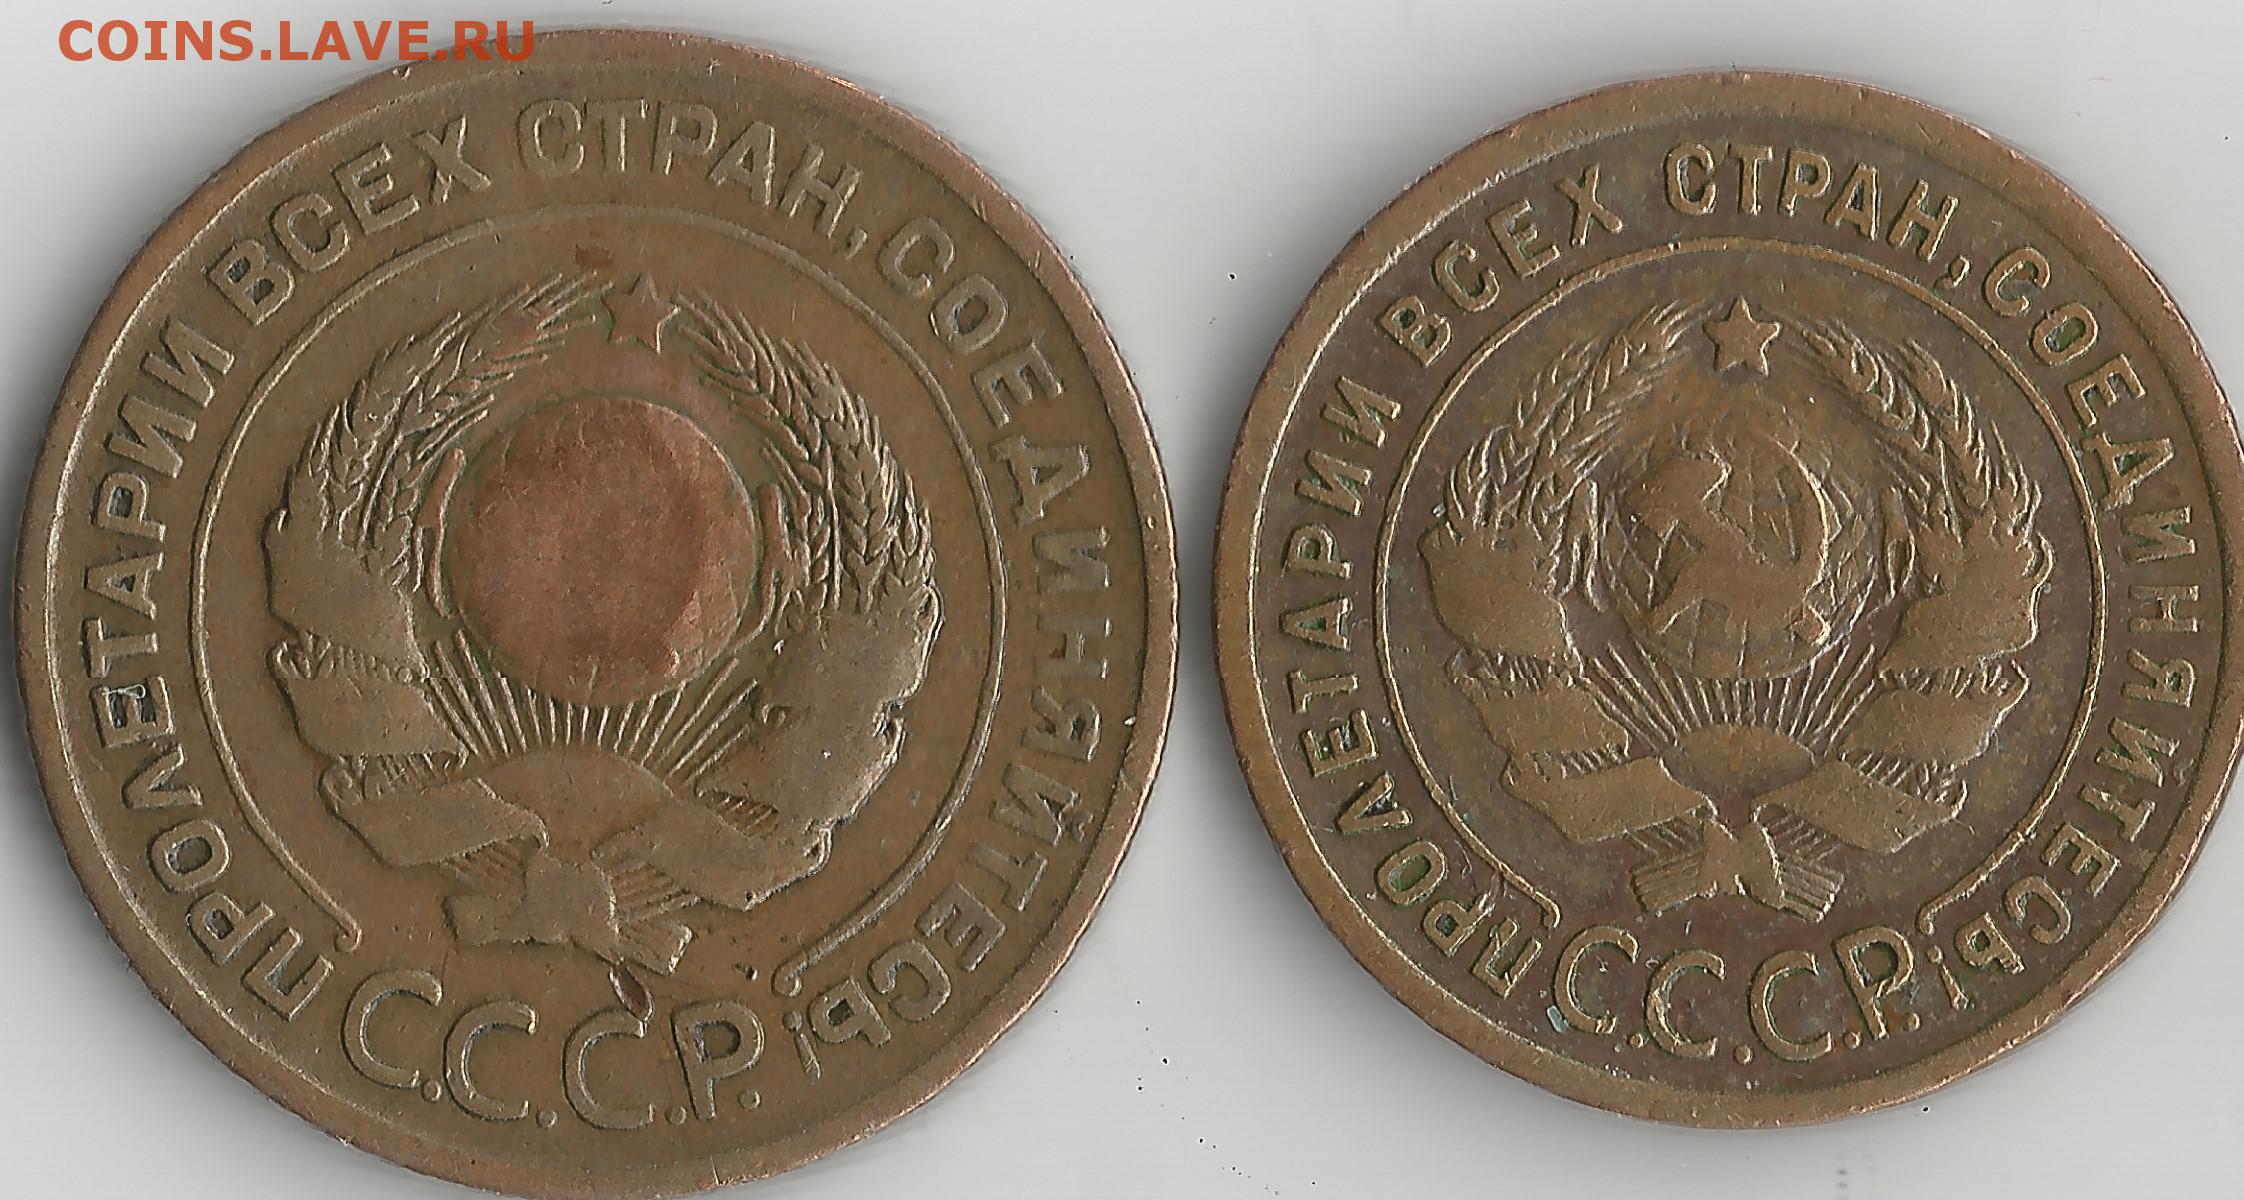 COINS.LAVE.RU
ПРОЛЕТАРИИ ВСЕХ СТРАН, СОЕДИНЯЙТЕСЬ!
С.С.С.Р.
ПРОЛЕТАРИИ ВСЕХ СТРАН, СОЕДИНЯЙТЕСЬ!
С.С.С.Р.